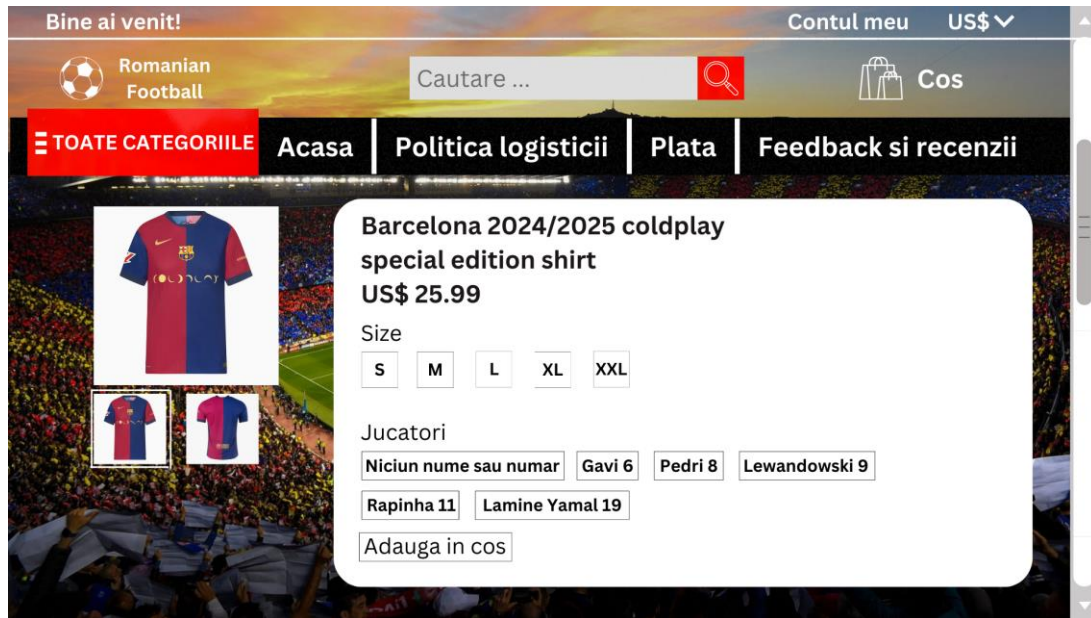 Bine ai venit!
Contul meu
US$
Romanian
Football
Cautare ...
Cos
TOATE CATEGORIILE
Acasa
Politica logisticii
Plata
Feedback si recenzii
Barcelona 2024/2025 coldplay
special edition shirt
US$ 25.99
Size
S M L XL XXL
Jucatori
Niciun nume sau numar Gavi 6 Pedri 8 Lewandowski 9
Rapinha 11 Lamine Yamal 19
Adauga in cos